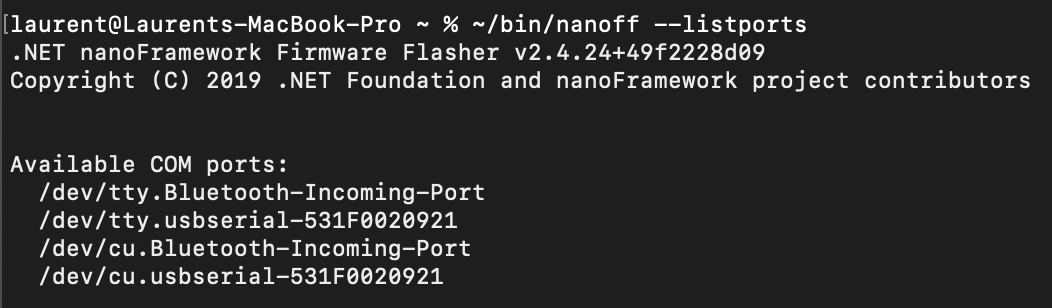 [laurent@Laurents-MacBook-Pro ~ % ~/bin/nanoff --listports
.NET nanoFramework Firmware Flasher v2.4.24+49f2228d09
Copyright (C) 2019 .NET Foundation and nanoFramework project contributors
Available COM ports:
/dev/tty.Bluetooth-Incoming-Port
/dev/tty.usbserial-531F0020921
/dev/cu.Bluetooth-Incoming-Port
/dev/cu.usbserial-531F0020921